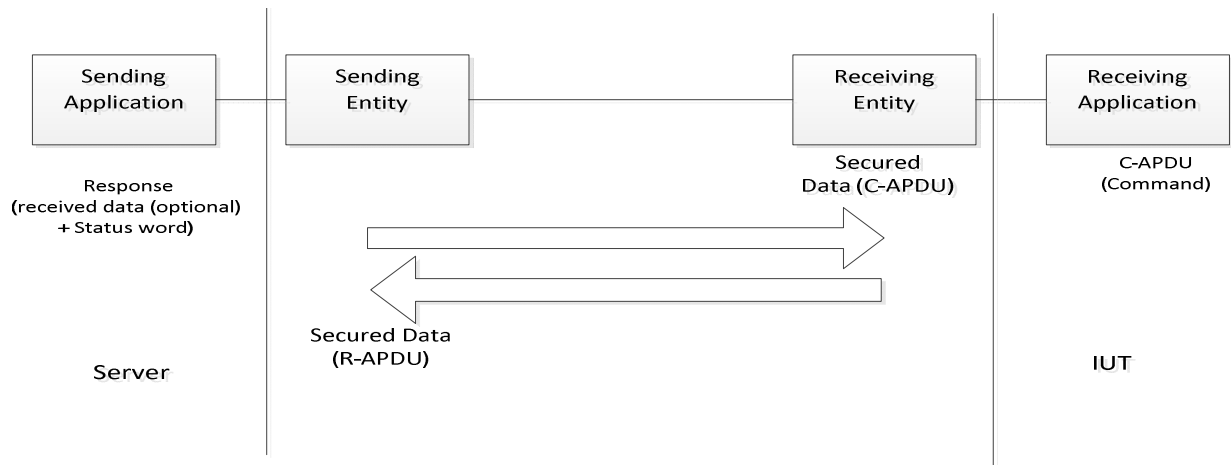 Sending
Application
Sending
Entity
Receiving
Entity
Receiving
Application
Response
(received data (optional)
+ Status word)
Secured
Data (C-APDU)
C-APDU
(Command)
Secured Data
(R-APDU)
Server
IUT